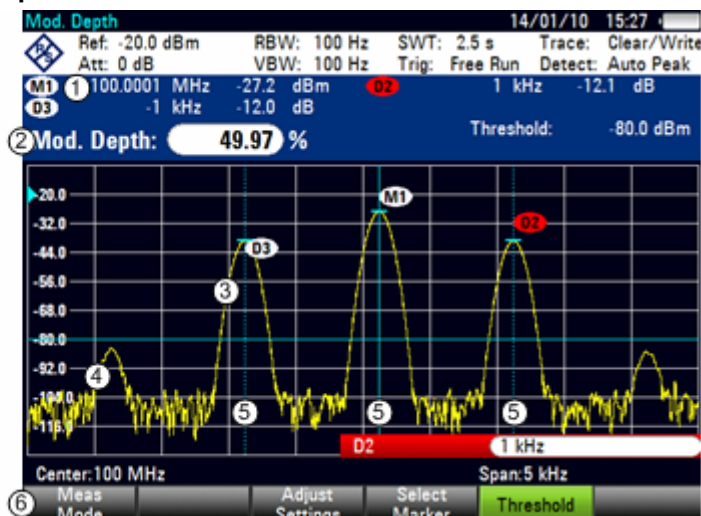 Mod. Depth 14/01/10 15:27
R S Ref: -20.0 dBm RBW: 100 Hz SWT: 2.5 s Trace: Clear/Write
Att: 0 dB VBW: 100 Hz Trig: Free Run Detect: Auto Peak
M1 1 100.0001 MHz -27.2 dBm D2 1 kHz -12.1 dB
D3 -1 kHz -12.0 dB
Threshold: -80.0 dBm
2 Mod. Depth: 49.97 %
-20.0
M1
-32.0
D2
-44.0
D3
-56.0
3
-68.0
-80.0
-92.0
4
5 5 5
D2 1 kHz
Center:100 MHz Span:5 kHz
6 Meas Mode
Adjust Settings
Select Marker
Threshold